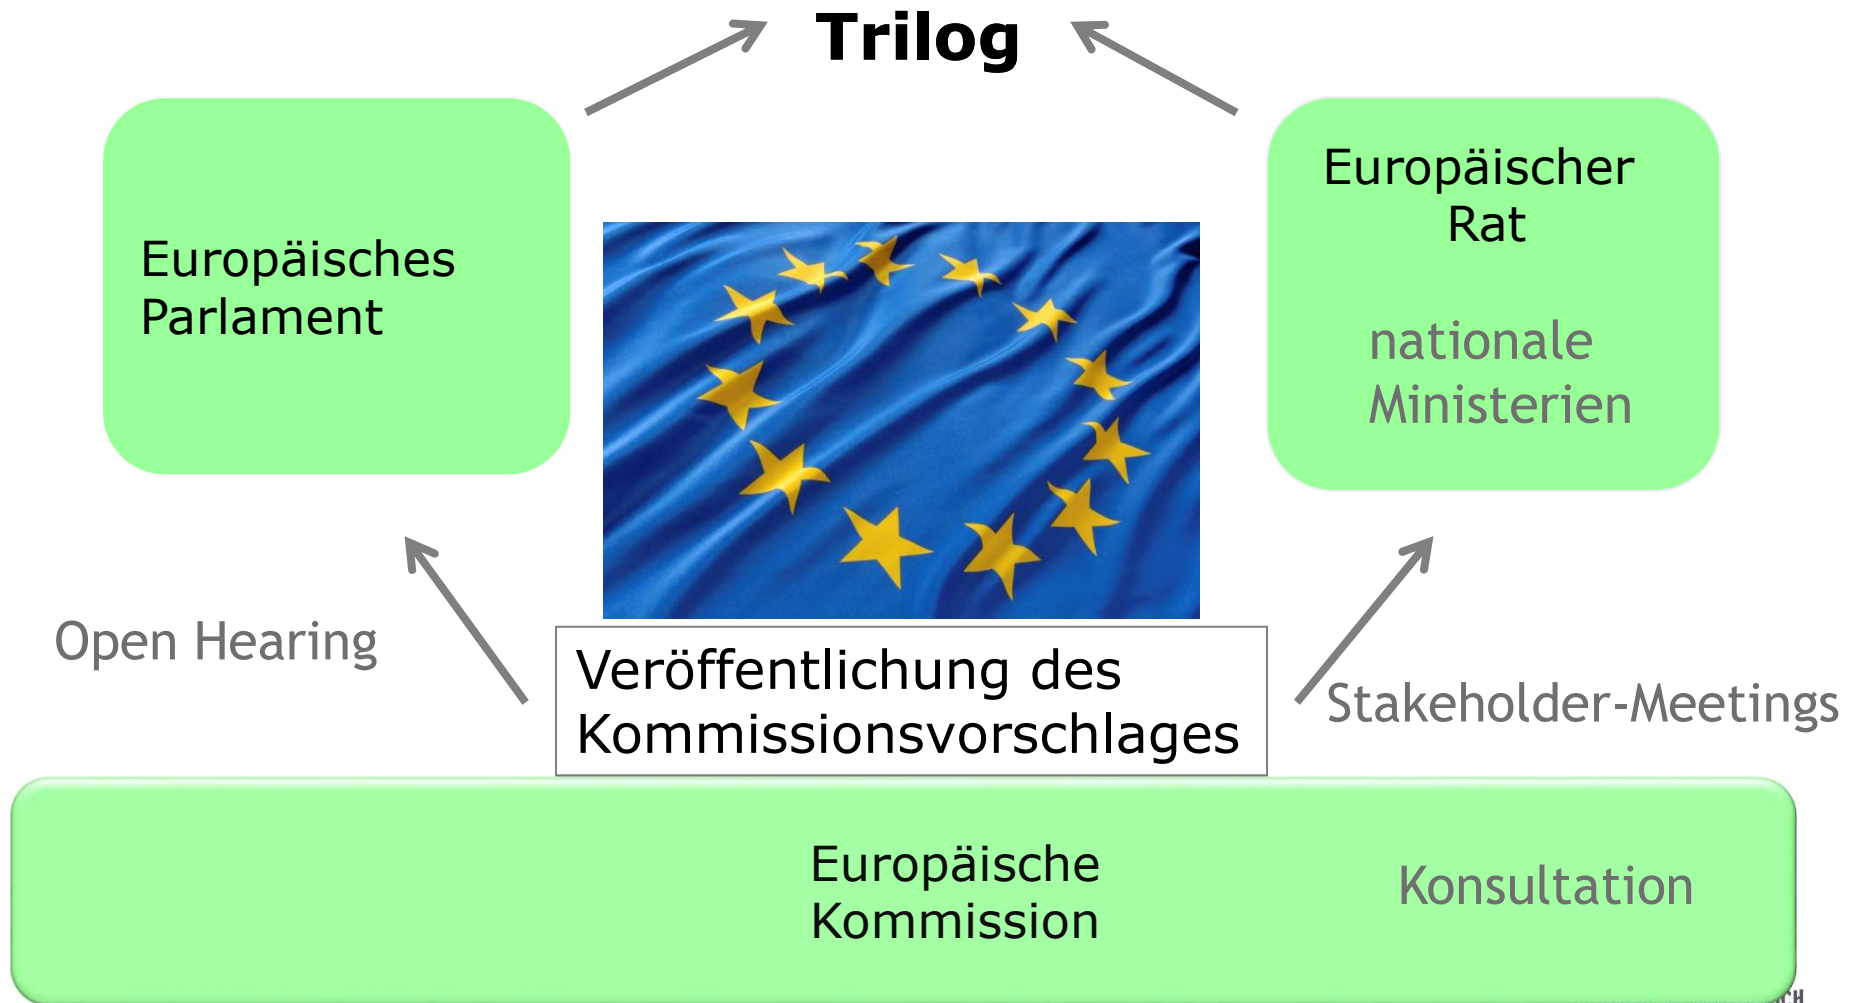 Trilog
Europäisches
Parlament
Europäischer
Rat
nationale
Ministerien
Open Hearing
Veröffentlichung des
Kommissionsvorschlages
Stakeholder-Meetings
Europäische
Kommission
Konsultation